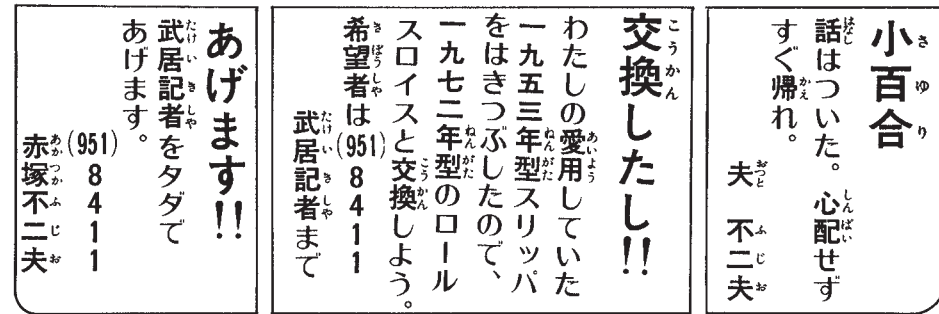 小百合
話はついた。心配せず
すぐ帰れ。
夫　不二夫
交換したし!!
わたしの愛用していた
一九五三年型スリッパ
をはきつぶしたので、
一九七二年型のロール
スロイスと交換しよう。
希望者は(951)8411
武居記者まで
あげます!!
武居記者をタダで
あげます。
(951)8411
赤塚不二夫